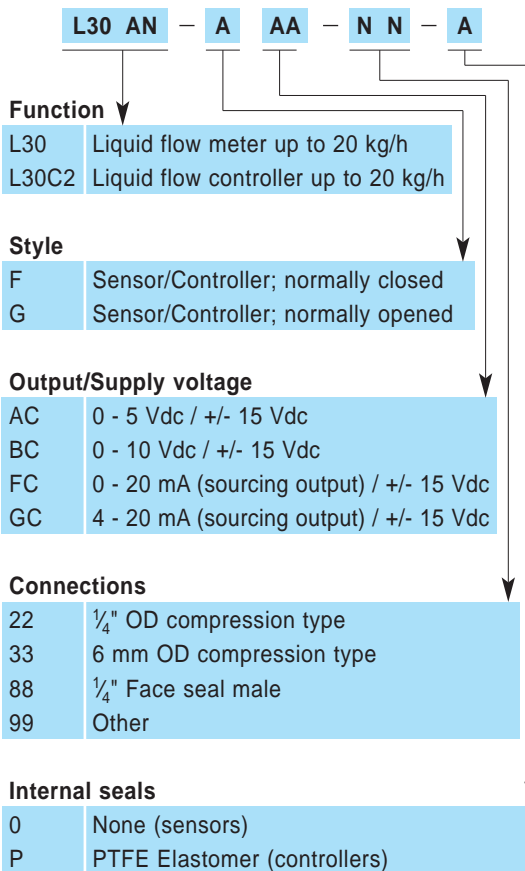 L30 AN – A AA – N N – A
Function
L30 Liquid flow meter up to 20 kg/h
L30C2 Liquid flow controller up to 20 kg/h
Style
F Sensor/Controller; normally closed
G Sensor/Controller; normally opened
Output/Supply voltage
AC 0 - 5 Vdc / +/- 15 Vdc
BC 0 - 10 Vdc / +/- 15 Vdc
FC 0 - 20 mA (sourcing output) / +/- 15 Vdc
GC 4 - 20 mA (sourcing output) / +/- 15 Vdc
Connections
22 ¼" OD compression type
33 6 mm OD compression type
88 ¼" Face seal male
99 Other
Internal seals
0 None (sensors)
P PTFE Elastomer (controllers)